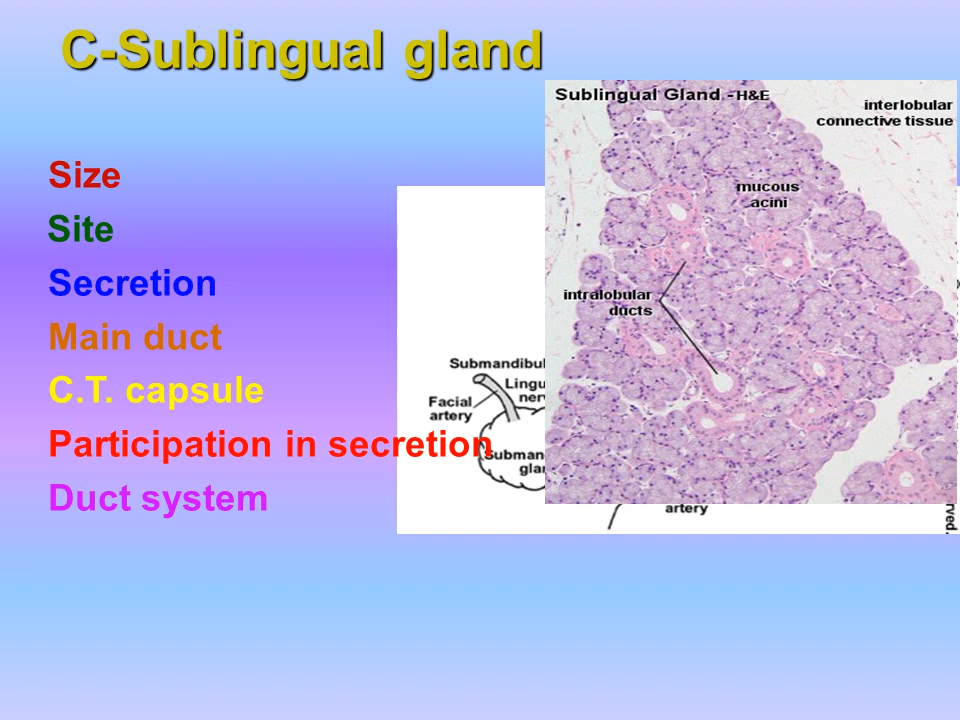 C-Sublingual gland
Size
Site
Secretion
Main duct
C.T. capsule
Participation in secretion
Duct system
Sublingual Gland - H&E
interlobular
connective tissue
mucous
acini
intralobular
ducts
Facial
artery
artery